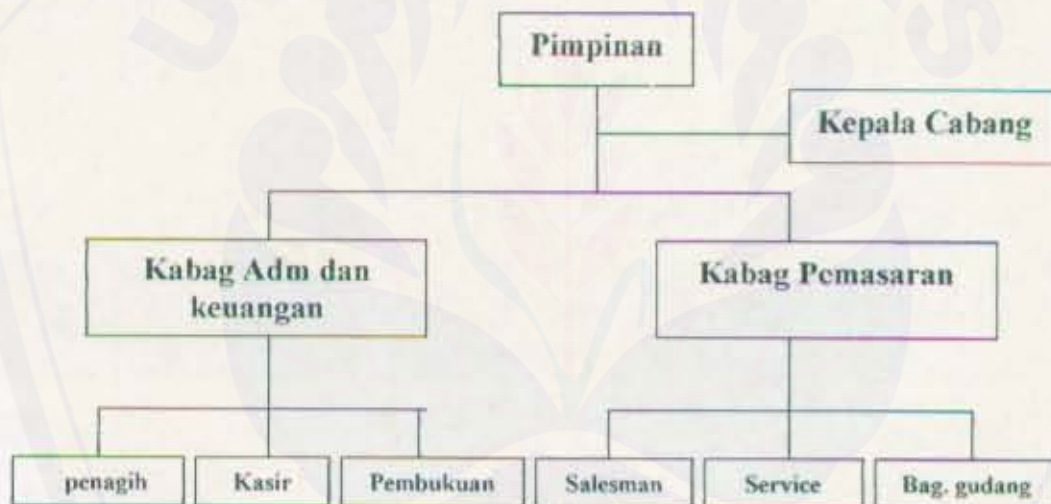 Pimpinan
Kepala Cabang
Kabag Adm dan
keuangan
Kabag Pemasaran
penagih
Kasir
Pembukuan
Salesman
Service
Bag. gudang